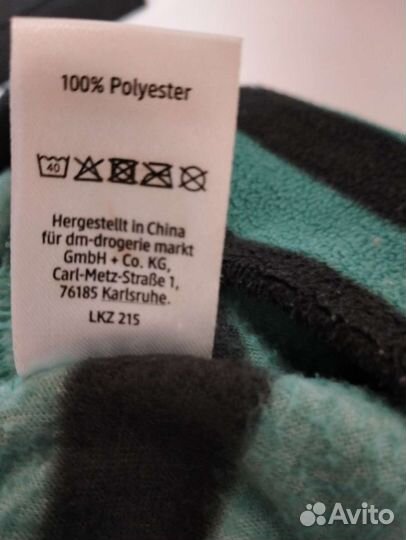 100% Polyester
40
Hergestellt in China
für dm-drogerie markt
GmbH + Co. KG,
Carl-Metz-Straße 1,
76185 Karlsruhe.
LKZ 215
Avito